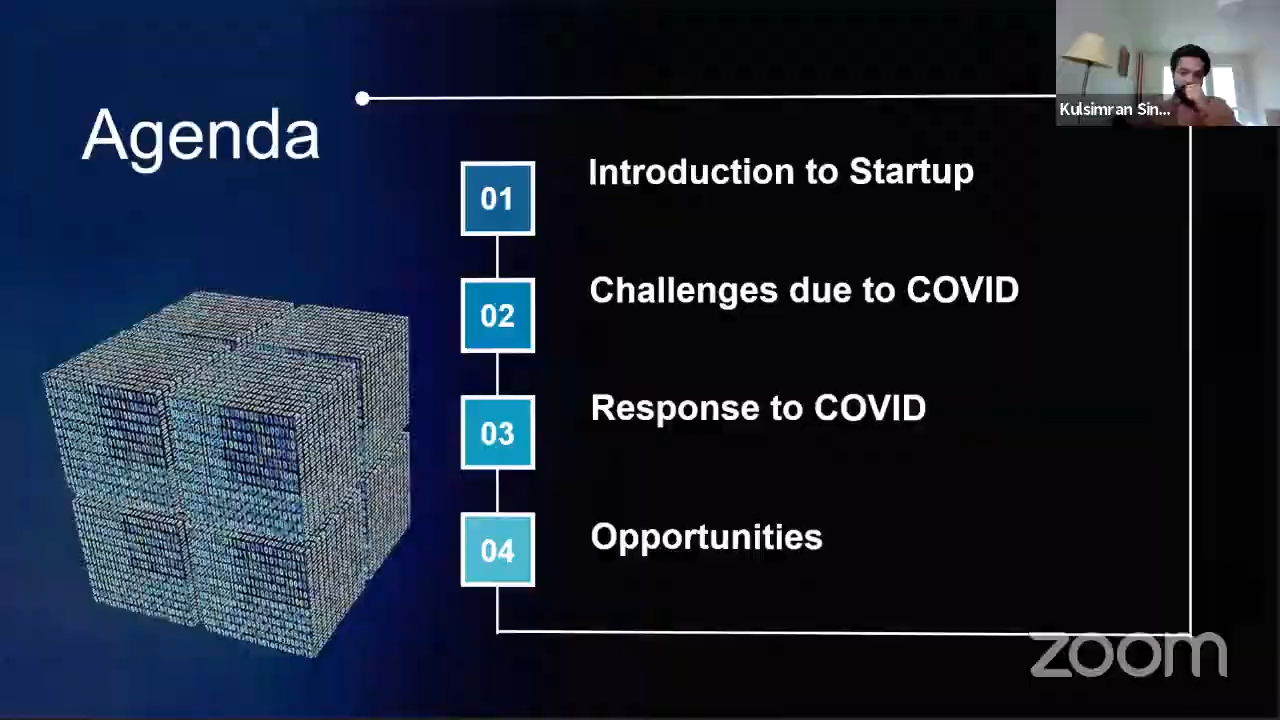 Agenda
Kulsimran Sin...
01
Introduction to Startup
02
Challenges due to COVID
03
Response to COVID
04
Opportunities
zoom